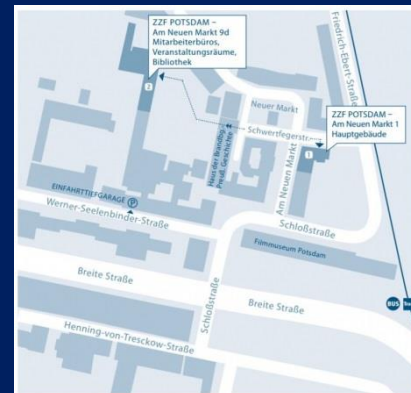 ZZF POTSDAM –
Am Neuen Markt 9d
Mitarbeiterbüros,
Veranstaltungsräume,
Bibliothek
2
Friedrich-Ebert-Straße
Neuer Markt
ZZF POTSDAM –
Am Neuen Markt 1
Hauptgebäude
Schwertfegerstr.
1
Haus der Brandbg.
Preuß. Geschichte
Am Neuen Markt
EINFAHRT TIEFGARAGE
P
Werner-Seelenbinder-Straße
Schloßstraße
Filmmuseum Potsdam
Breite Straße
Breite Straße
Schloßstraße
BUS
Henning-von-Tresckow-Straße